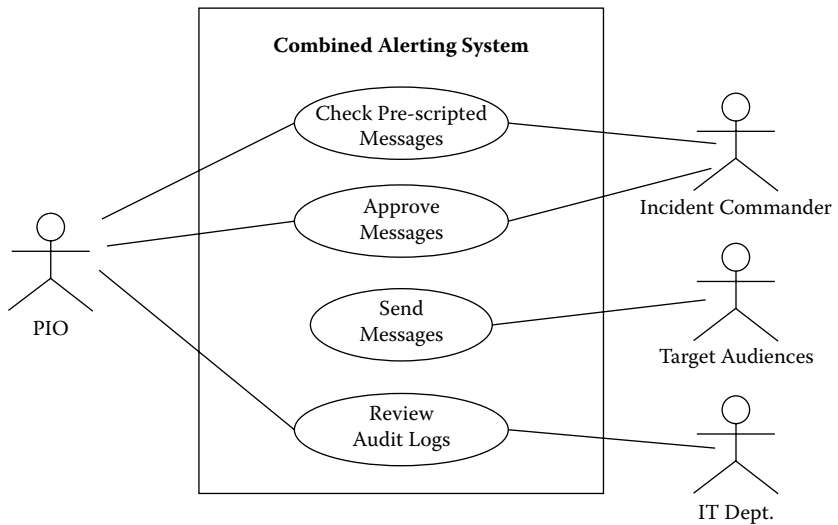 Combined Alerting System
Check Pre-scripted
Messages
Incident Commander
Approve
Messages
PIO
Send
Messages
Target Audiences
Review
Audit Logs
IT Dept.